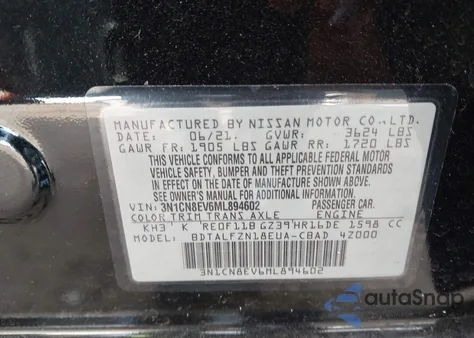 MANUFACTURED BY NISSAN MOTOR CO.,LTD.
DATE: 06/21. GVWR: 3624 LBS
GAWR FR: 1905 LBS GAWR RR: 1720 LBS
THIS VEHICLE CONFORMS TO ALL APPLICABLE FEDERAL MOTOR
VEHICLE SAFETY, BUMPER AND THEFT PREVENTION STANDARDS
IN EFFECT ON THE DATE OF MANUFACTURE SHOWN ABOVE.
SEE OWNER'S MANUAL FOR ADDITIONAL INFORMATION.
VIN: 3N1CN8EV6ML894602 PASSENGER CAR.
COLOR TRIM TRANS AXLE ENGINE
KH3 K RE0F11B GZ39 HR16DE 1598 CC
MODEL: BDTALFZN18EUA-CBAD 4Z000
3N1CN8EV6ML894602
autoSnap